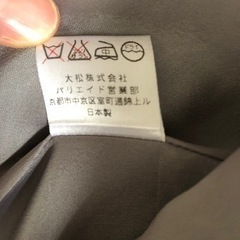 大松株式会社
バリエイド営業部
京都市中京区室町通綾上ル
日本製